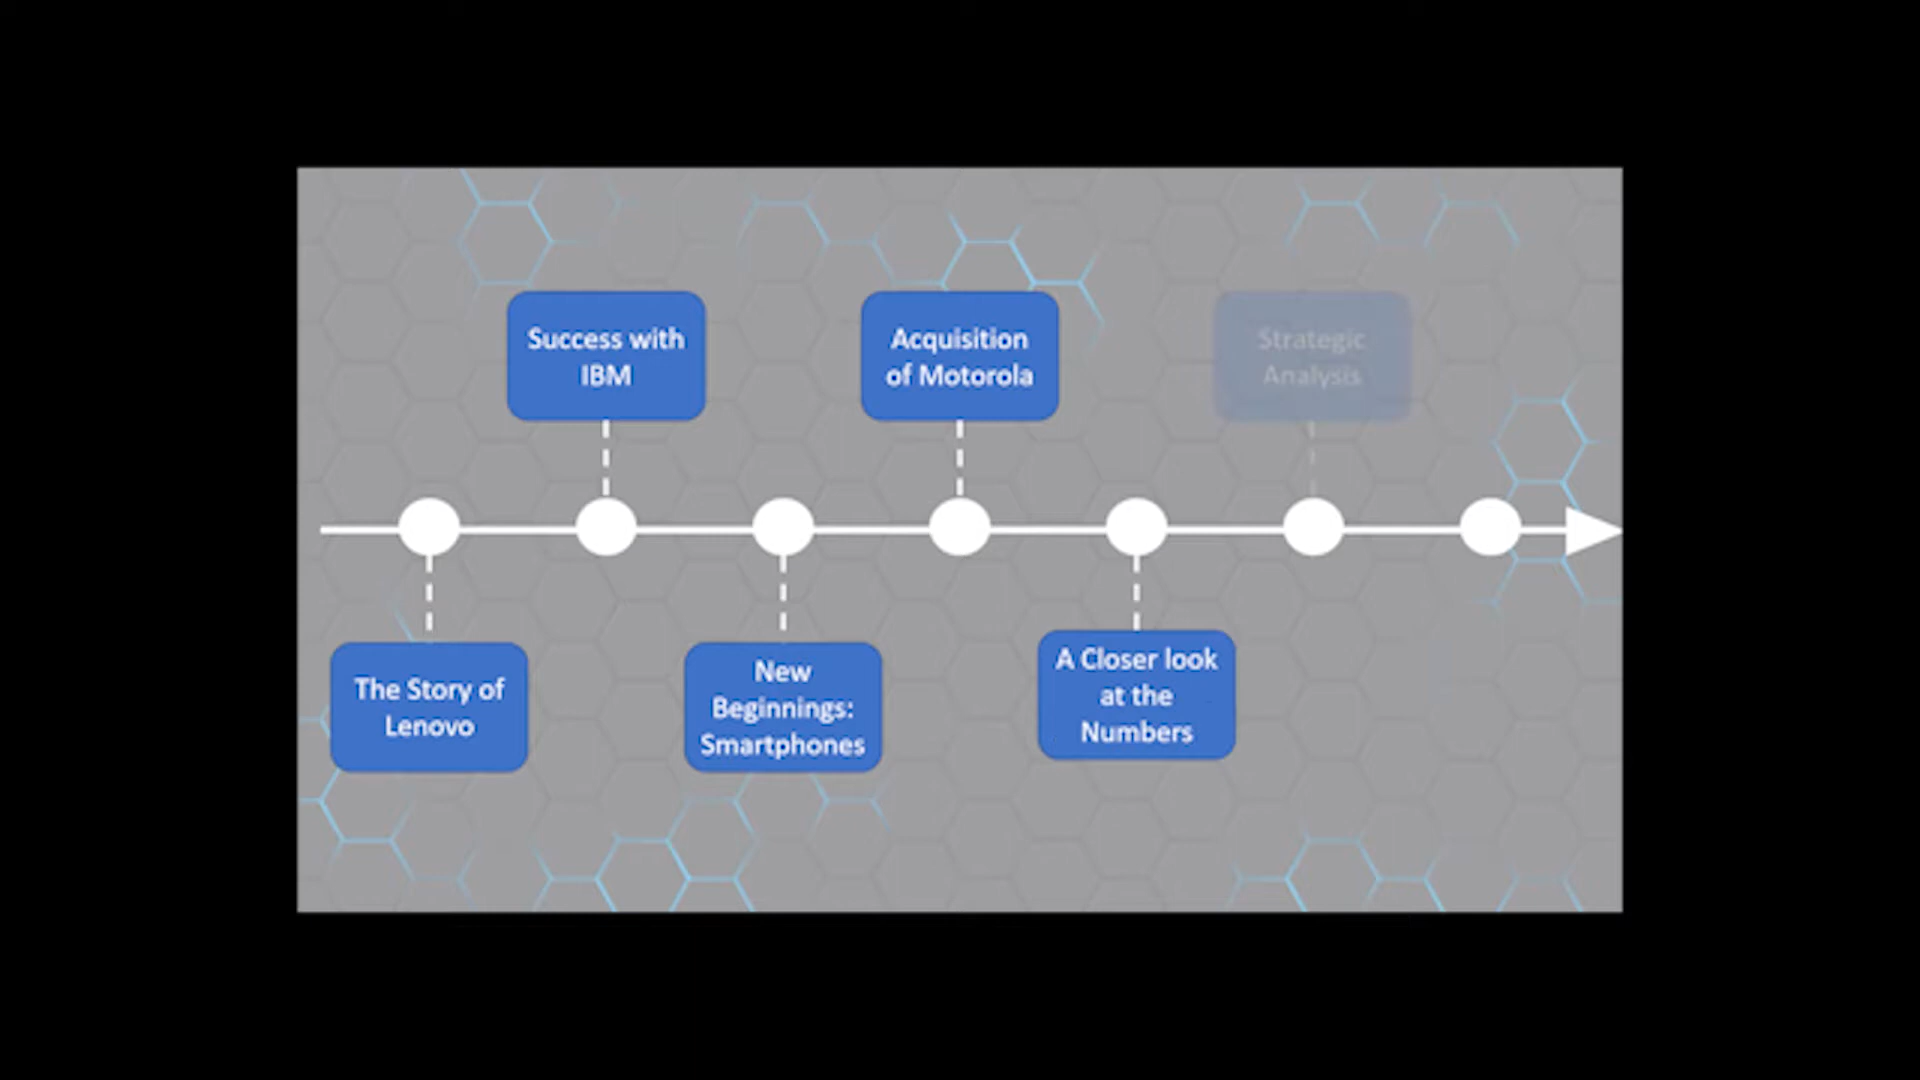 Success with
IBM
Acquisition
of Motorola
Strategic
Analysis
The Story of
Lenovo
New
Beginnings:
Smartphones
A Closer look
at the
Numbers